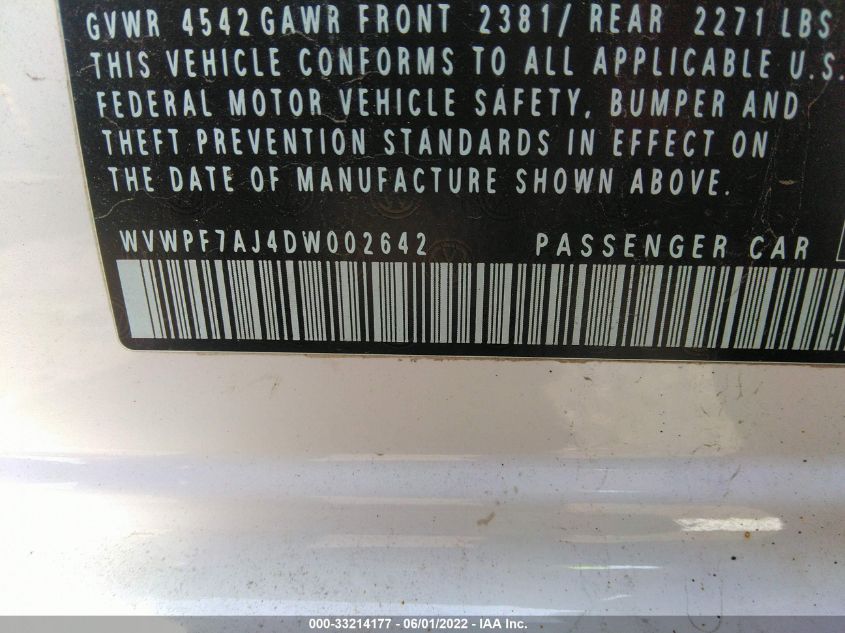 GVWR 4542 GAWR FRONT 2381/ REAR 2271 LBS
THIS VEHICLE CONFORMS TO ALL APPLICABLE U.S.
FEDERAL MOTOR VEHICLE SAFETY, BUMPER AND
THEFT PREVENTION STANDARDS IN EFFECT ON
THE DATE OF MANUFACTURE SHOWN ABOVE.
WVWPF7AJ4DW002642 PASSENGER CAR
000-33214177 - 06/01/2022 - IAA Inc.